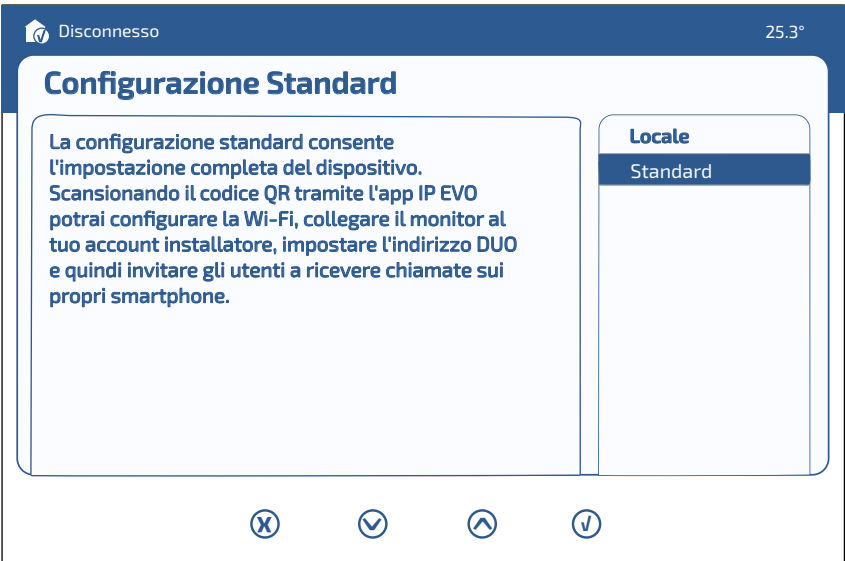 Disconnesso
25.3°
Configurazione Standard
La configurazione standard consente
l'impostazione completa del dispositivo.
Scansionando il codice QR tramite l'app IP EVO
potrai configurare la Wi-Fi, collegare il monitor al
tuo account installatore, impostare l'indirizzo DUO
e quindi invitare gli utenti a ricevere chiamate sui
propri smartphone.
Locale
Standard